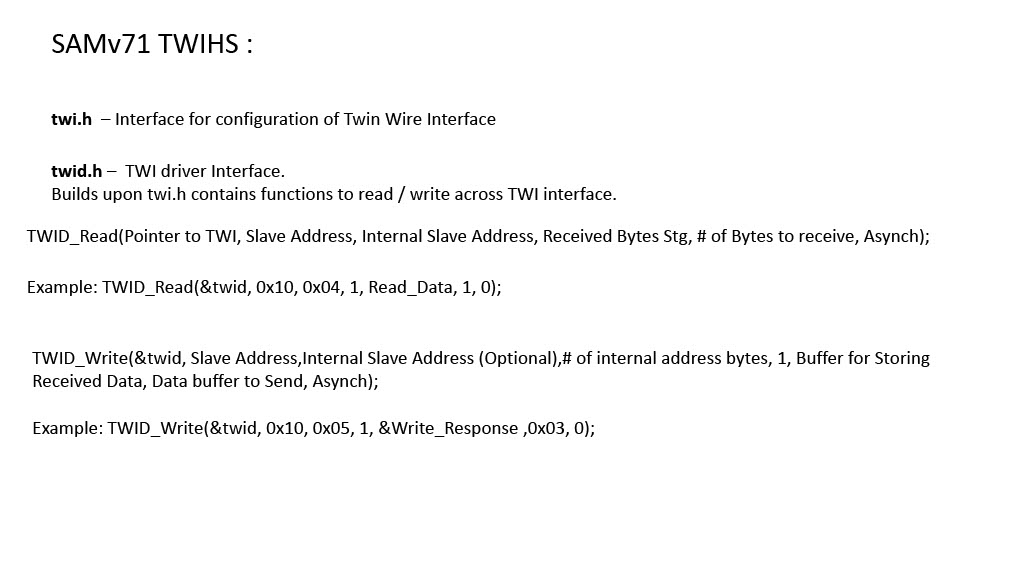 SAMv71 TWIHS :
twi.h – Interface for configuration of Twin Wire Interface
twid.h – TWI driver Interface.
Builds upon twi.h contains functions to read / write across TWI interface.
TWID_Read(Pointer to TWI, Slave Address, Internal Slave Address, Received Bytes Stg, # of Bytes to receive, Asynch);
Example: TWID_Read(&twid, 0x10, 0x04, 1, Read_Data, 1, 0);
TWID_Write(&twid, Slave Address,Internal Slave Address (Optional),# of internal address bytes, 1, Buffer for Storing
Received Data, Data buffer to Send, Asynch);
Example: TWID_Write(&twid, 0x10, 0x05, 1, &Write_Response ,0x03, 0);